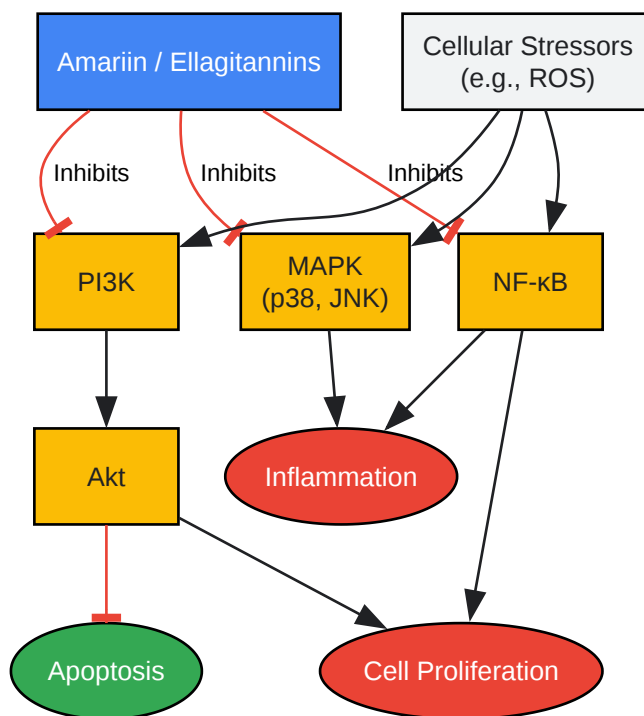 Amariin / Ellagitannins
Cellular Stressors
(e.g., ROS)
Inhibits
Inhibits
Inhibits
PI3K
MAPK
(p38, JNK)
NF-κB
Akt
Inflammation
Apoptosis
Cell Proliferation